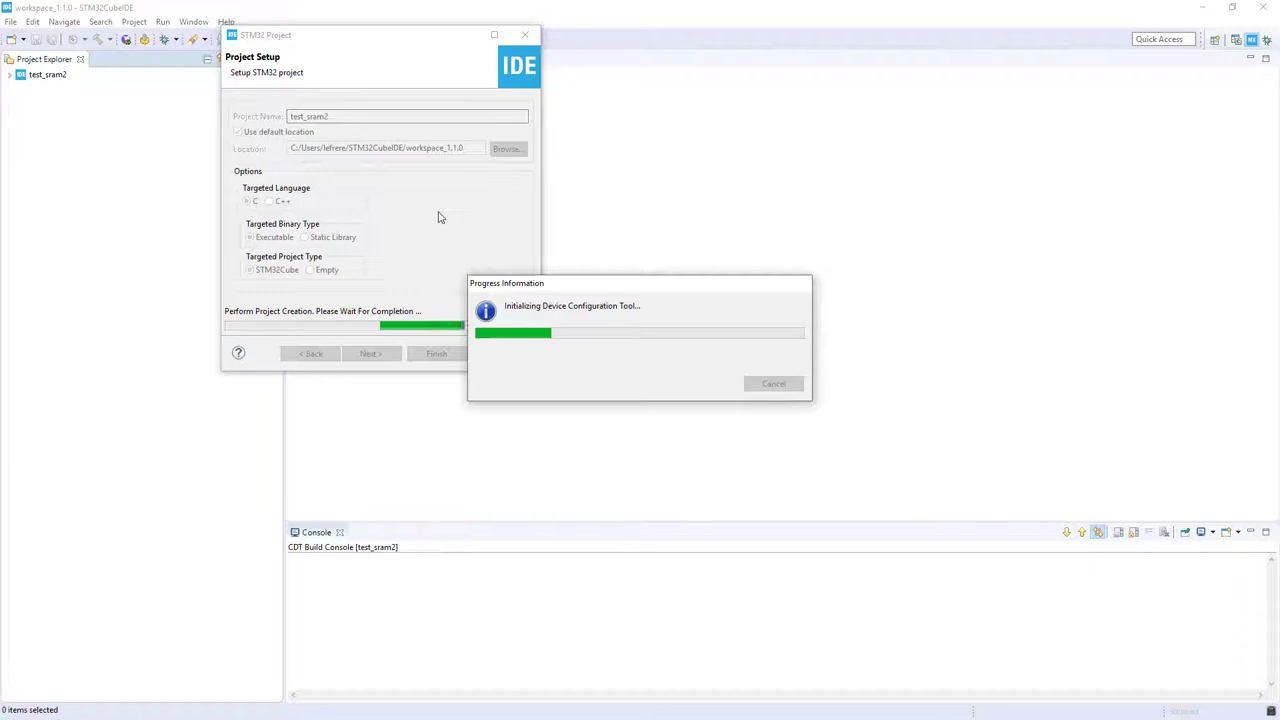 IDE workspace_1.1.0 - STM32CubeIDE
File Edit Navigate Search Project Run Window Help
Quick Access
MX
Project Explorer
IDE test_sram2
IDE STM32 Project
Project Setup
Setup STM32 project
IDE
Project Name: test_sram2
Use default location
Location: C:/Users/lefrere/STM32CubeIDE/workspace_1.1.0 Browse...
Options
Targeted Language
C C++
Targeted Binary Type
Executable Static Library
Targeted Project Type
STM32Cube Empty
Perform Project Creation. Please Wait For Completion ...
? < Back Next > Finish
Progress Information
Initializing Device Configuration Tool...
Cancel
Console
CDT Build Console [test_sram2]
0 items selected